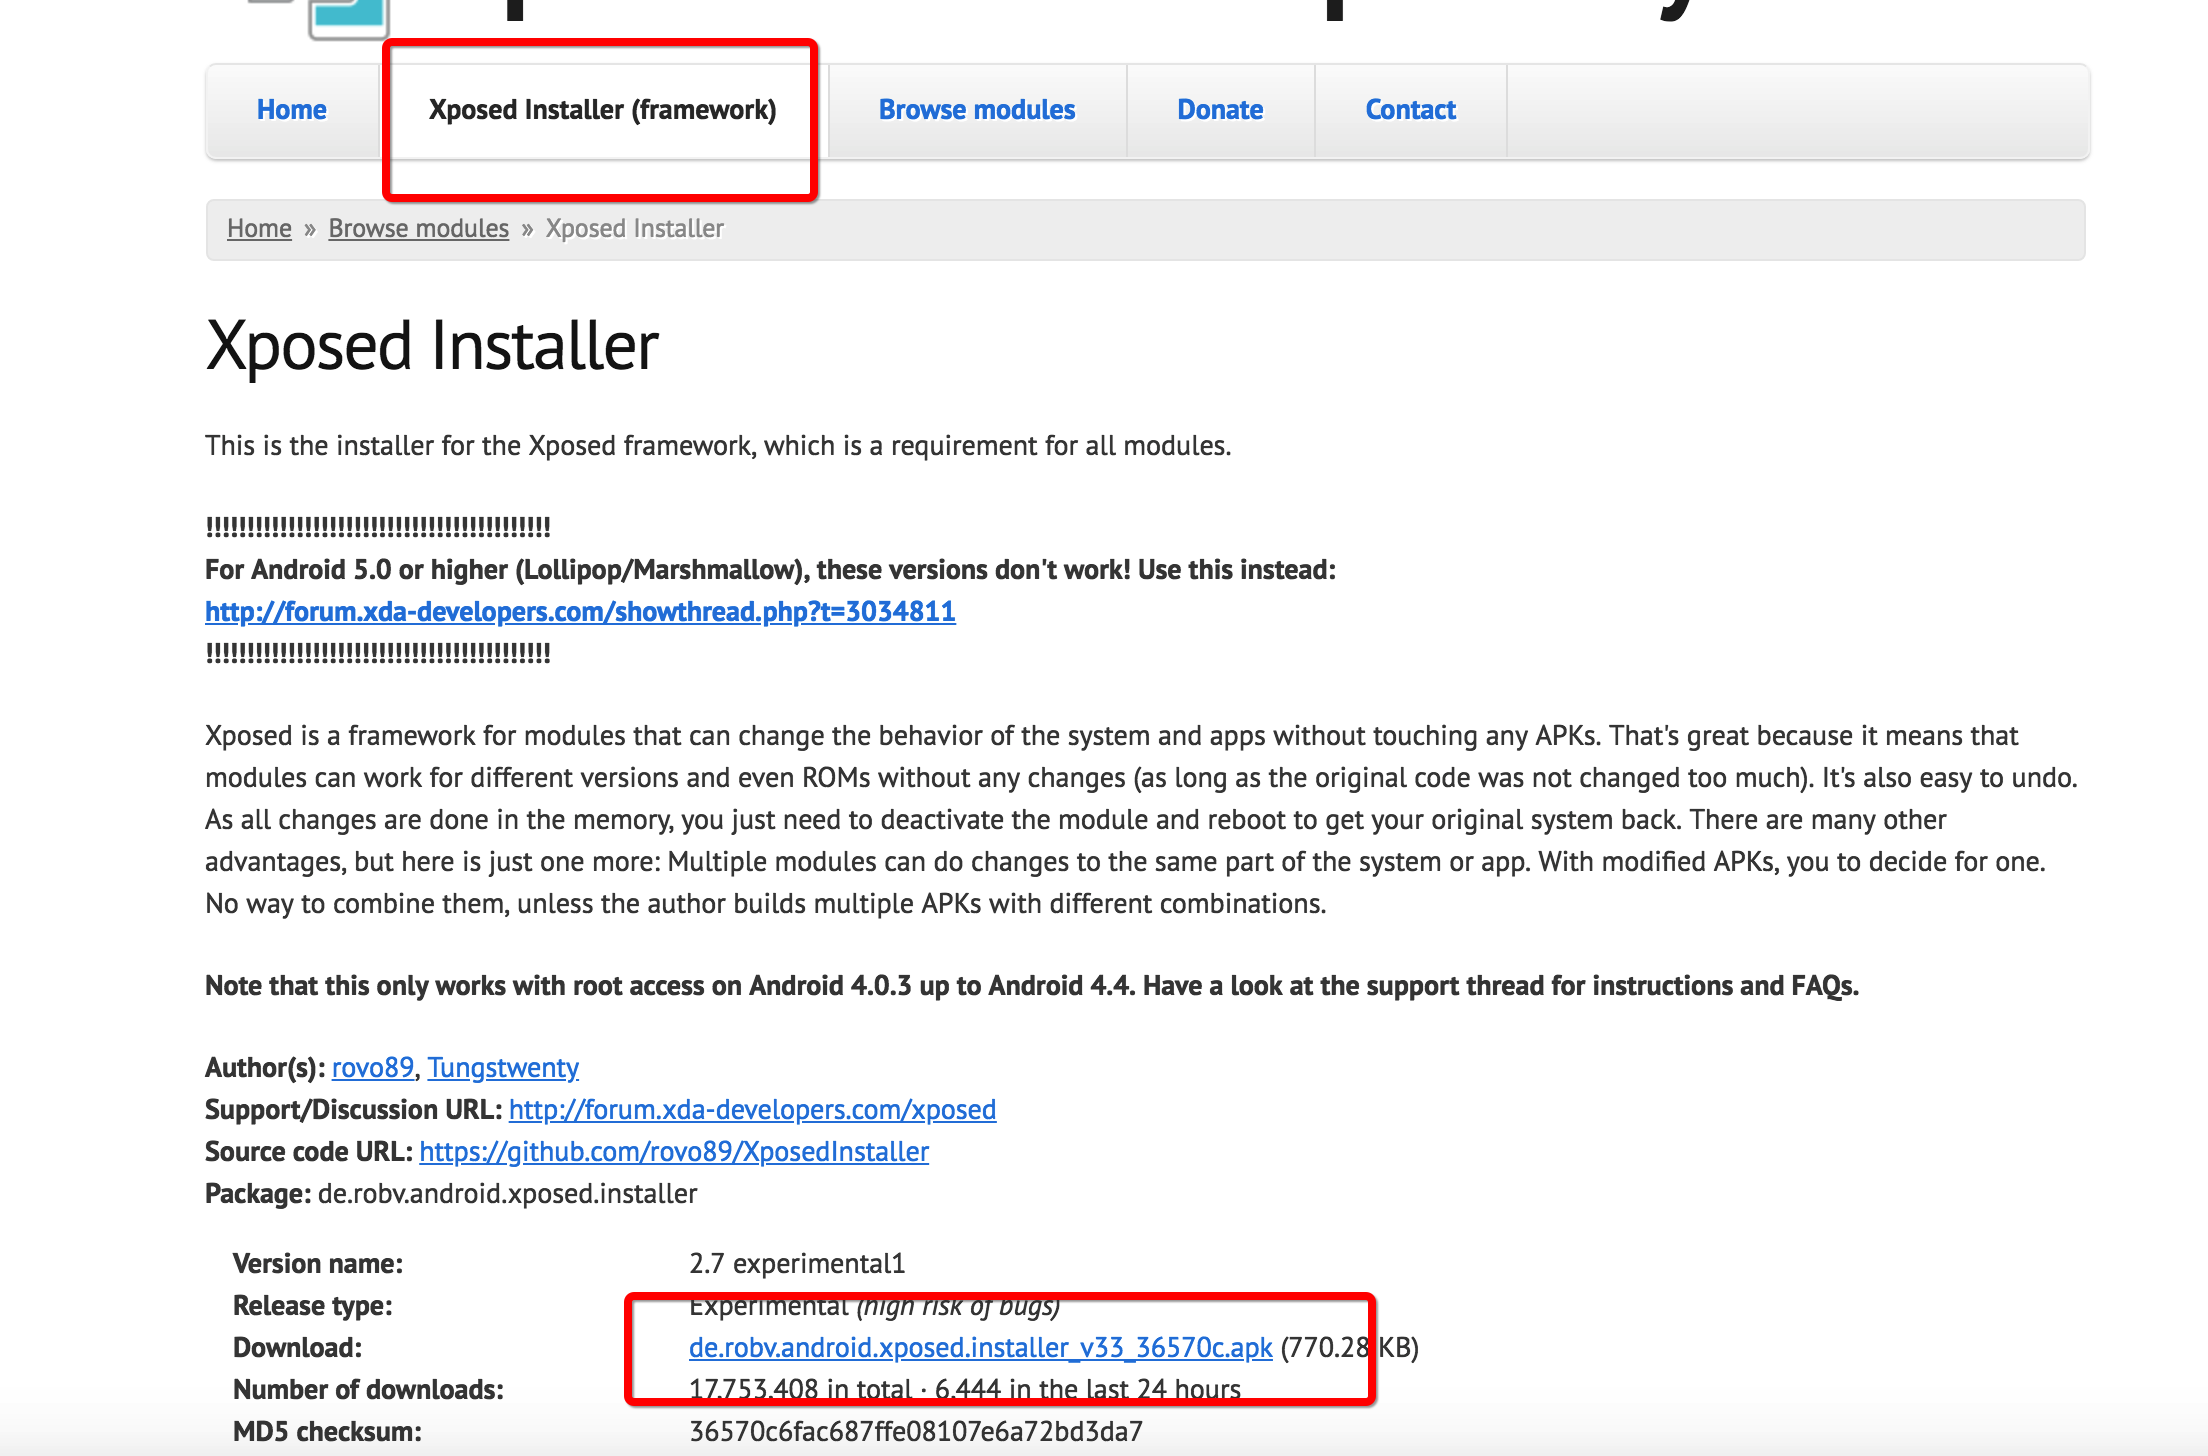 Home
Xposed Installer (framework)
Browse modules
Donate
Contact
Home » Browse modules » Xposed Installer
Xposed Installer
This is the installer for the Xposed framework, which is a requirement for all modules.
!!!!!!!!!!!!!!!!!!!!!!!!!!!!!!!!!!!!!!!!!!
For Android 5.0 or higher (Lollipop/Marshmallow), these versions don't work! Use this instead:
http://forum.xda-developers.com/showthread.php?t=3034811
!!!!!!!!!!!!!!!!!!!!!!!!!!!!!!!!!!!!!!!!!!
Xposed is a framework for modules that can change the behavior of the system and apps without touching any APKs. That's great because it means that
modules can work for different versions and even ROMs without any changes (as long as the original code was not changed too much). It's also easy to undo.
As all changes are done in the memory, you just need to deactivate the module and reboot to get your original system back. There are many other
advantages, but here is just one more: Multiple modules can do changes to the same part of the system or app. With modified APKs, you to decide for one.
No way to combine them, unless the author builds multiple APKs with different combinations.
Note that this only works with root access on Android 4.0.3 up to Android 4.4. Have a look at the support thread for instructions and FAQs.
Author(s): rovo89, Tungstwenty
Support/Discussion URL: http://forum.xda-developers.com/xposed
Source code URL: https://github.com/rovo89/XposedInstaller
Package: de.robv.android.xposed.installer
Version name: 2.7 experimental1
Release type: Experimental (high risk of bugs)
Download: de.robv.android.xposed.installer_v33_36570c.apk (770.28 KB)
Number of downloads: 17,753,408 in total · 6,444 in the last 24 hours
MD5 checksum: 36570c6fac687ffe08107e6a72bd3da7